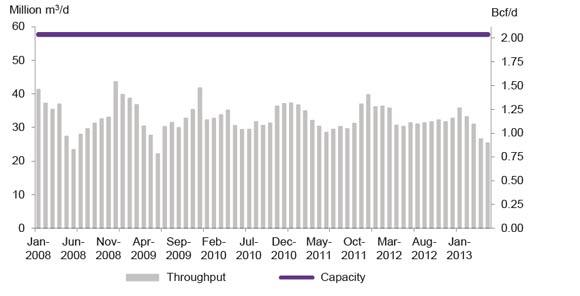 Million m³/d
Bcf/d
60
50
40
30
20
10
0
2.00
1.75
1.50
1.25
1.00
0.75
0.50
0.25
0.00
Jan-2008
Jun-2008
Nov-2008
Apr-2009
Sep-2009
Feb-2010
Jul-2010
Dec-2010
May-2011
Oct-2011
Mar-2012
Aug-2012
Jan-2013
Throughput
Capacity